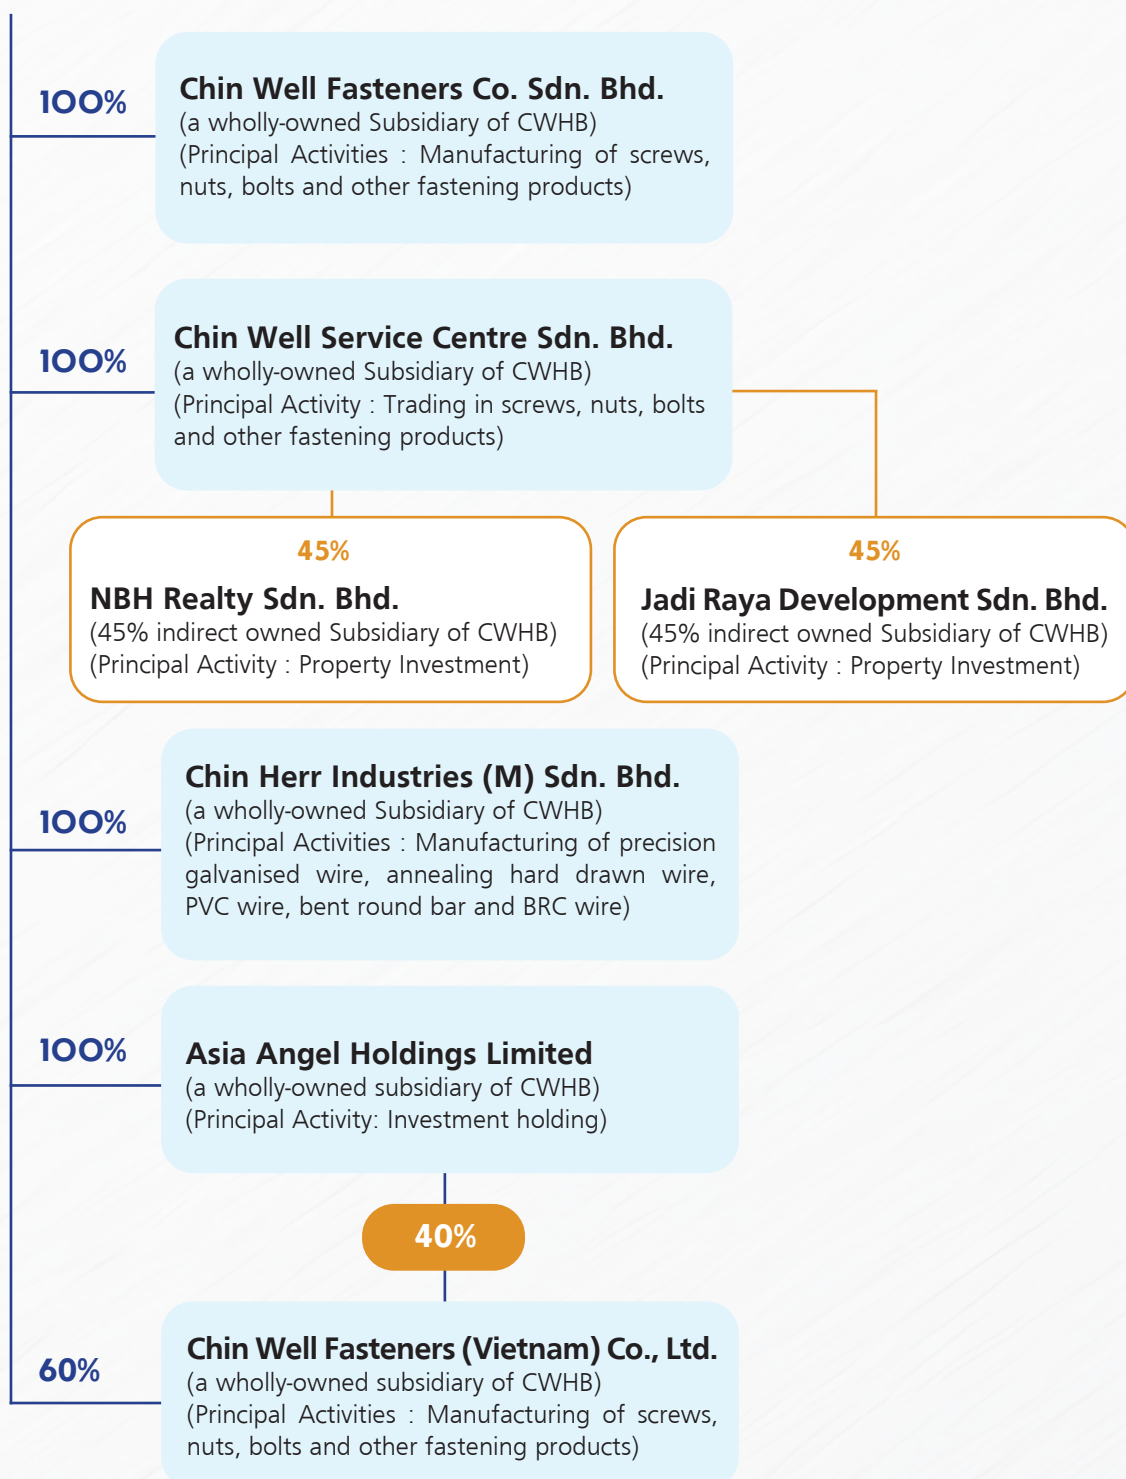 100%
Chin Well Fasteners Co. Sdn. Bhd.
(a wholly-owned Subsidiary of CWHB)
(Principal Activities : Manufacturing of screws,
nuts, bolts and other fastening products)
100%
Chin Well Service Centre Sdn. Bhd.
(a wholly-owned Subsidiary of CWHB)
(Principal Activity : Trading in screws, nuts, bolts
and other fastening products)
45%
NBH Realty Sdn. Bhd.
(45% indirect owned Subsidiary of CWHB)
(Principal Activity : Property Investment)
45%
Jadi Raya Development Sdn. Bhd.
(45% indirect owned Subsidiary of CWHB)
(Principal Activity : Property Investment)
100%
Chin Herr Industries (M) Sdn. Bhd.
(a wholly-owned Subsidiary of CWHB)
(Principal Activities : Manufacturing of precision
galvanised wire, annealing hard drawn wire,
PVC wire, bent round bar and BRC wire)
100%
Asia Angel Holdings Limited
(a wholly-owned subsidiary of CWHB)
(Principal Activity: Investment holding)
40%
60%
Chin Well Fasteners (Vietnam) Co., Ltd.
(a wholly-owned subsidiary of CWHB)
(Principal Activities : Manufacturing of screws,
nuts, bolts and other fastening products)